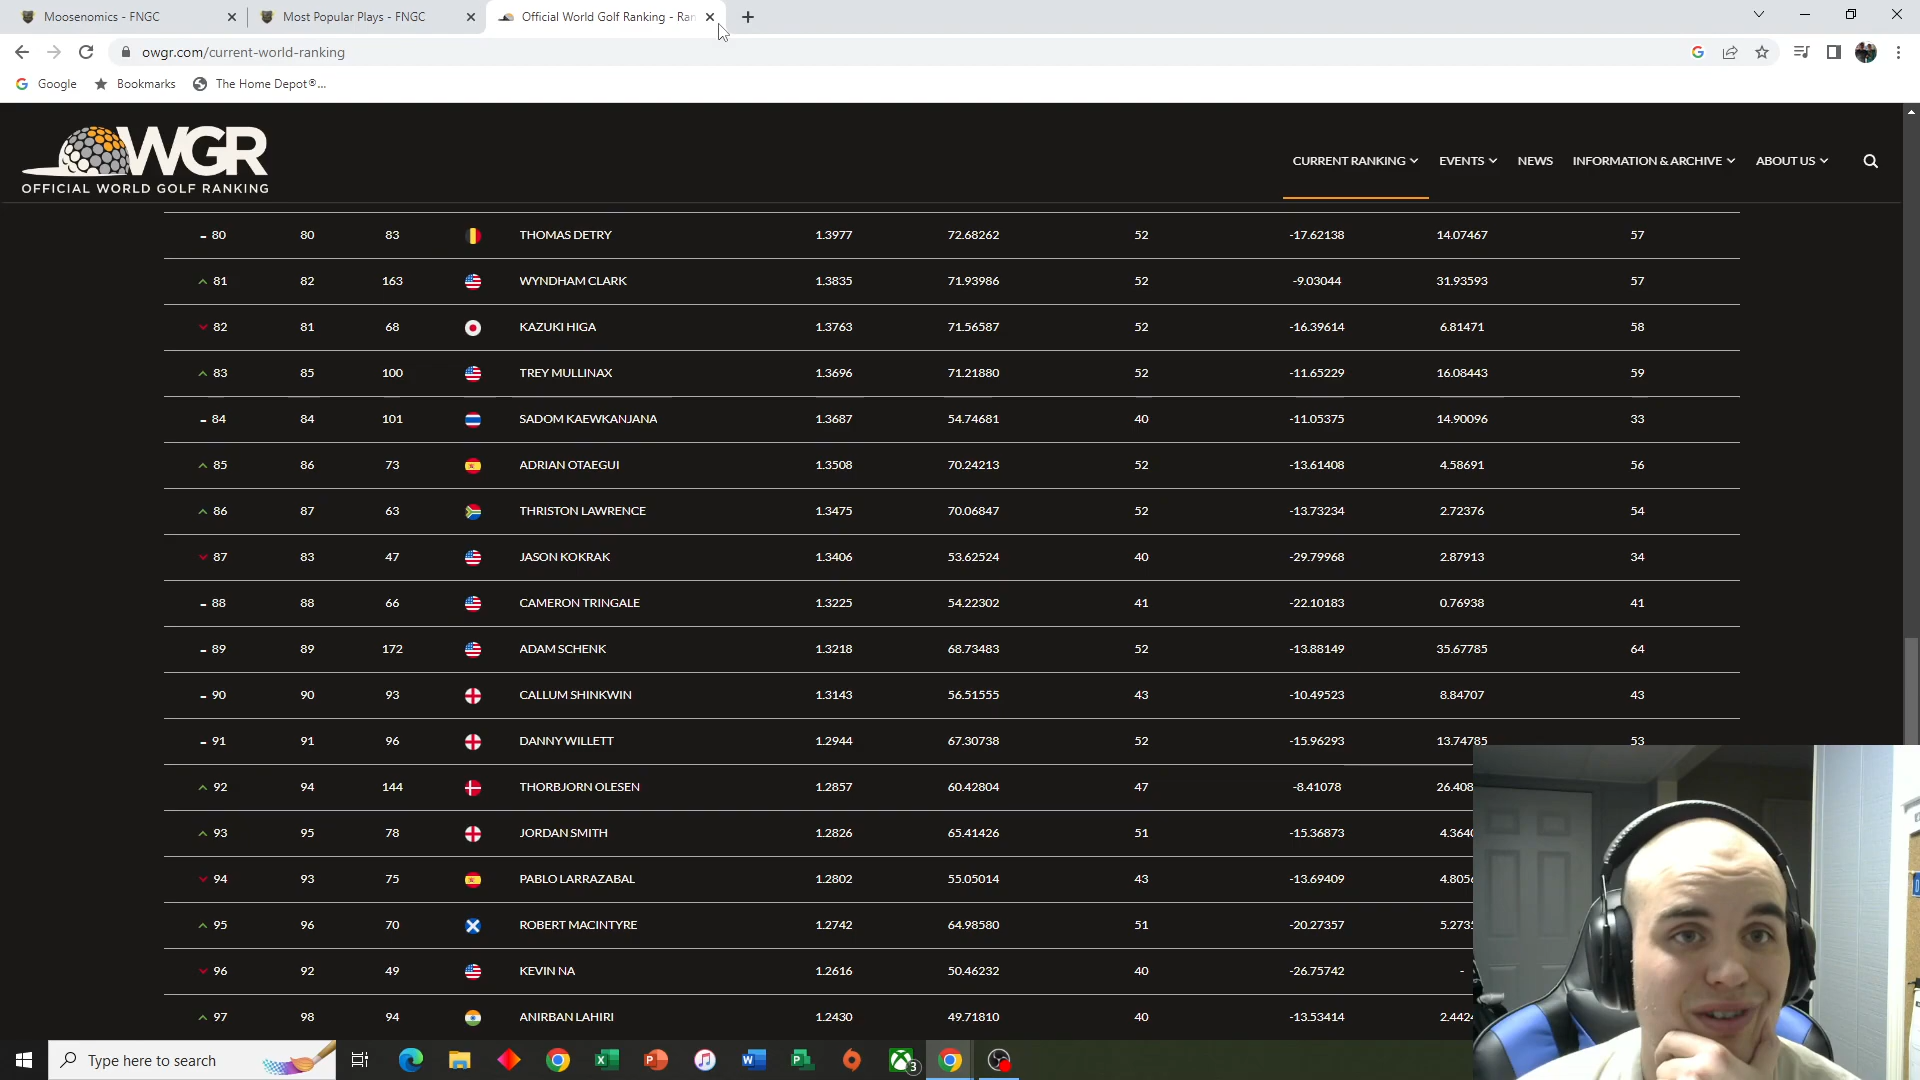 Moosenomics - FNGC
Most Popular Plays - FNGC
Official World Golf Ranking - Ran
owgr.com/current-world-ranking
Google
Bookmarks
The Home Depot®...
OWGR
OFFICIAL WORLD GOLF RANKING
CURRENT RANKING
EVENTS
NEWS
INFORMATION & ARCHIVE
ABOUT US
80 80 83 THOMAS DETRY 1.3977 72.68262 52 -17.62138 14.07467 57
81 82 163 WYNDHAM CLARK 1.3835 71.93986 52 -9.03044 31.93593 57
82 81 68 KAZUKI HIGA 1.3763 71.56587 52 -16.39614 6.81471 58
83 85 100 TREY MULLINAX 1.3696 71.21880 52 -11.65229 16.08443 59
84 84 101 SADOM KAEWKANJANA 1.3687 54.74681 40 -11.05375 14.90096 33
85 86 73 ADRIAN OTAEGUI 1.3508 70.24213 52 -13.61408 4.58691 56
86 87 63 THRISTON LAWRENCE 1.3475 70.06847 52 -13.73234 2.72376 54
87 83 47 JASON KOKRAK 1.3406 53.62524 40 -29.79968 2.87913 34
88 88 66 CAMERON TRINGALE 1.3225 54.22302 41 -22.10183 0.76938 41
89 89 172 ADAM SCHENK 1.3218 68.73483 52 -13.88149 35.67785 64
90 90 93 CALLUM SHINKWIN 1.3143 56.51555 43 -10.49523 8.84707 43
91 91 96 DANNY WILLETT 1.2944 67.30738 52 -15.96293 13.74785 53
92 94 144 THORBJORN OLESEN 1.2857 60.42804 47 -8.41078 26.408
93 95 78 JORDAN SMITH 1.2826 65.41426 51 -15.36873 4.3640
94 93 75 PABLO LARRAZABAL 1.2802 55.05014 43 -13.69409 4.8056
95 96 70 ROBERT MACINTYRE 1.2742 64.98580 51 -20.27357 5.273
96 92 49 KEVIN NA 1.2616 50.46232 40 -26.75742 -
97 98 94 ANIRBAN LAHIRI 1.2430 49.71810 40 -13.53414 2.442
Type here to search
3